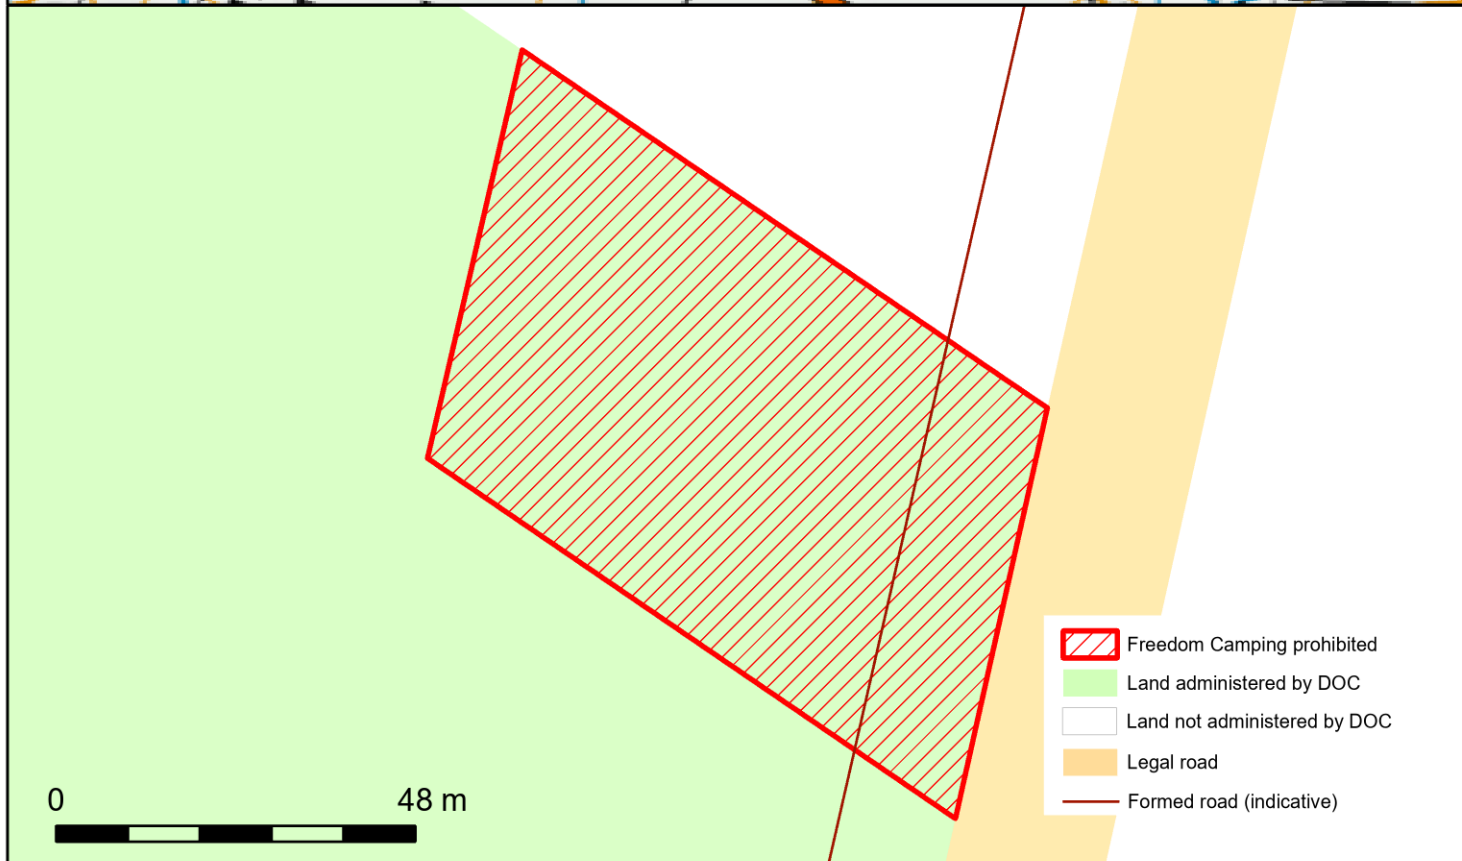 Freedom Camping prohibited
Land administered by DOC
Land not administered by DOC
Legal road
Formed road (indicative)
0 48 m